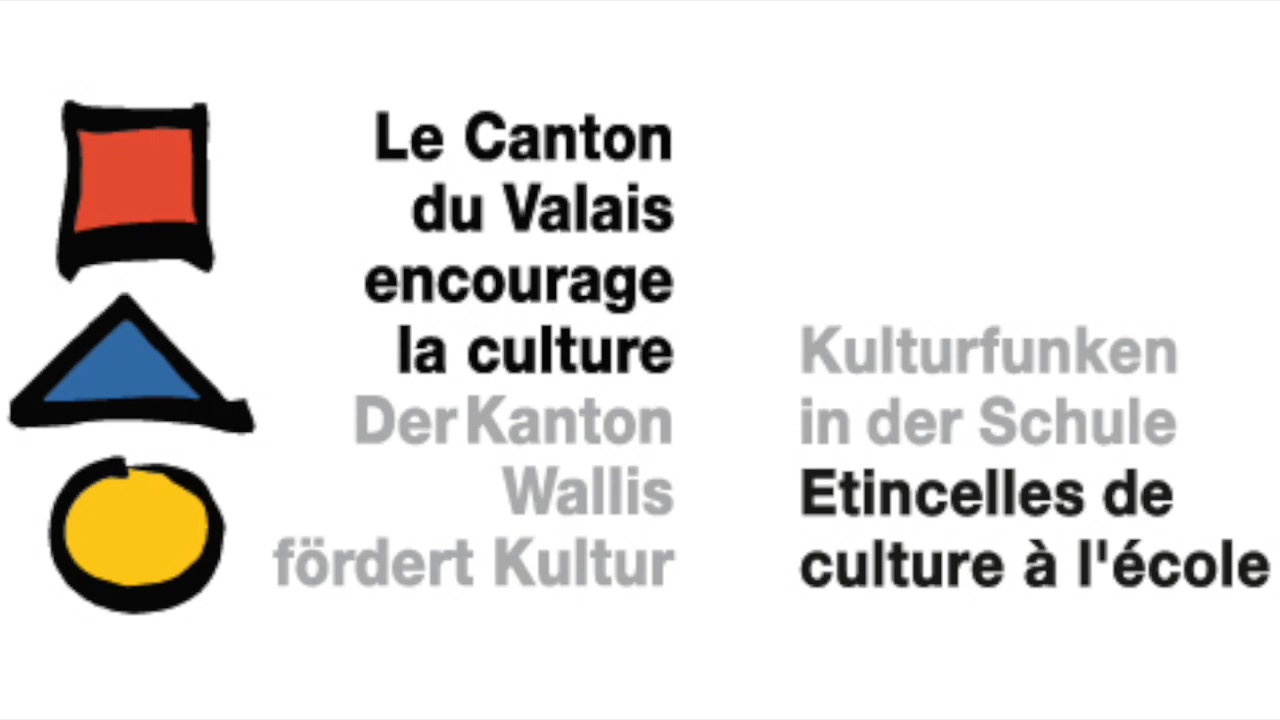 Le Canton
du Valais
encourage
la culture
Der Kanton
Wallis
fördert Kultur
Kulturfunken
in der Schule
Etincelles de
culture à l'école